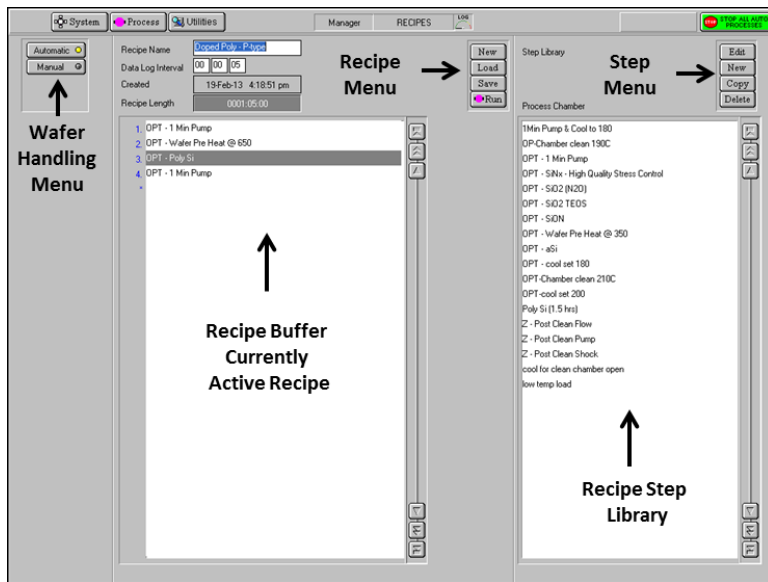 System Process Utilities Manager RECIPES LOG STOP ALL AUTO PROCESSES
Automatic
Manual
Wafer
Handling
Menu
Recipe Name Doped Poly - P-type
Data Log Interval 00 00 05
Created 19-Feb-13 4:18:51 pm
Recipe Length 0001:05:00
Recipe
Menu
New
Load
Save
Run
1. OPT - 1 Min Pump
2. OPT - Wafer Pre Heat @ 650
3. OPT - Poly Si
4. OPT - 1 Min Pump
*
Recipe Buffer
Currently
Active Recipe
Step Library
Process Chamber
Step
Menu
Edit
New
Copy
Delete
1Min Pump & Cool to 180
OP-Chamber clean 190C
OPT - 1 Min Pump
OPT - SiNx - High Quality Stress Control
OPT - SiO2 (N2O)
OPT - SiO2 TEOS
OPT - SiON
OPT - Wafer Pre Heat @ 350
OPT - aSi
OPT - cool set 180
OPT-Chamber clean 210C
OPT-cool set 200
Poly Si (1.5 hrs)
Z - Post Clean Flow
Z - Post Clean Pump
Z - Post Clean Shock
cool for clean chamber open
low temp load
Recipe Step
Library